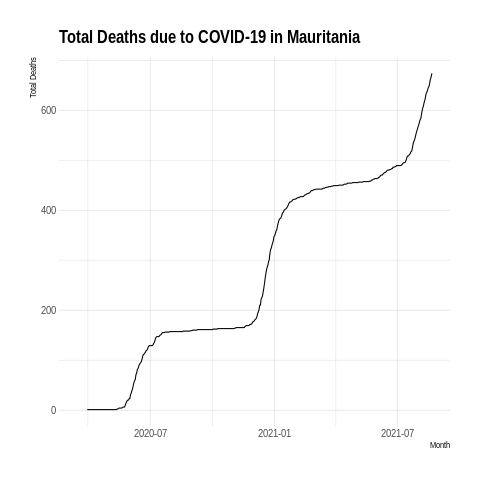 Total Deaths due to COVID-19 in Mauritania
Total Deaths
600
400
200
0
2020-07 2021-01 2021-07
Month